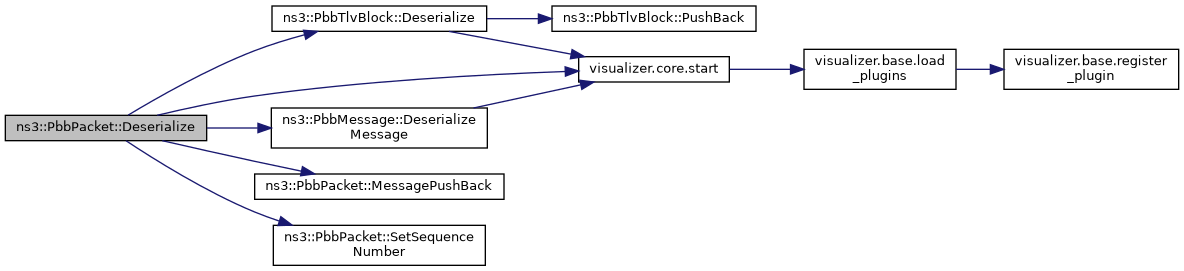 ns3::PbbPacket::Deserialize
ns3::PbbTlvBlock::Deserialize
ns3::PbbTlvBlock::PushBack
visualizer.core.start
visualizer.base.load
_plugins
visualizer.base.register
_plugin
ns3::PbbMessage::Deserialize
Message
ns3::PbbPacket::MessagePushBack
ns3::PbbPacket::SetSequence
Number